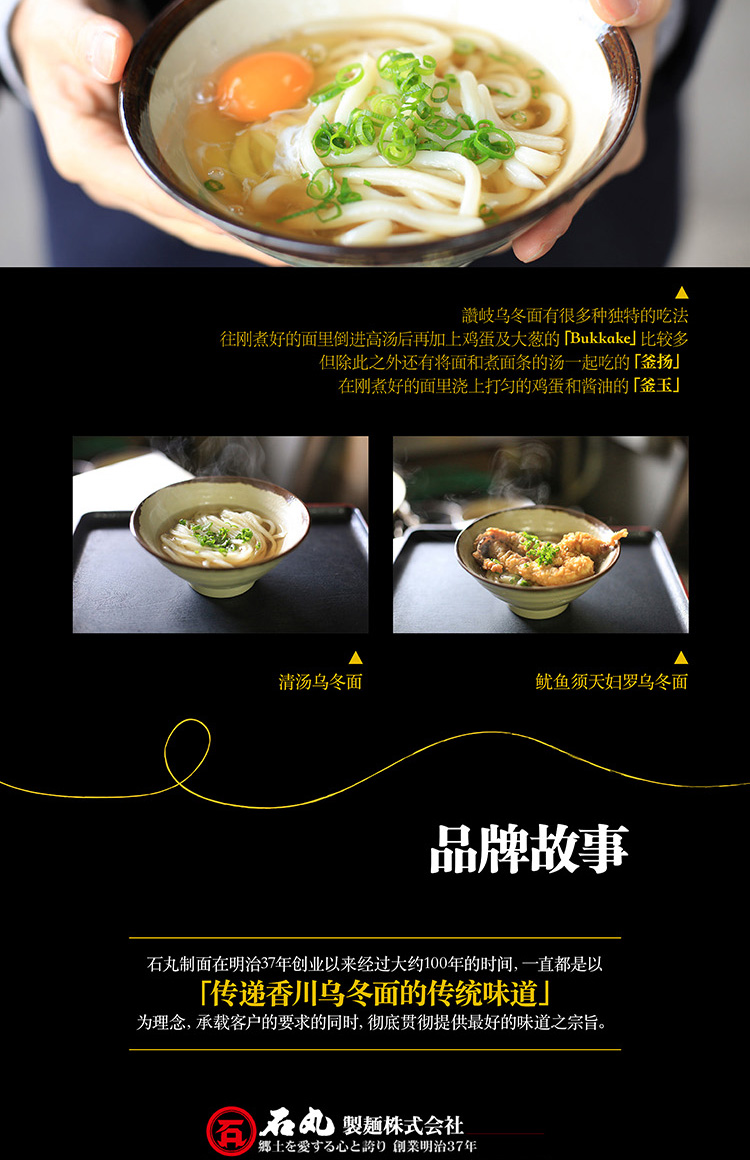 讃岐乌冬面有很多种独特的吃法
往刚煮好的面里倒进高汤后再加上鸡蛋及大葱的「Bukkake」比较多
但除此之外还有将面和煮面条的汤一起吃的「釜扬」
在刚煮好的面里浇上打匀的鸡蛋和酱油的「釜玉」
清汤乌冬面
鱿鱼须天妇罗乌冬面
品牌故事
石丸制面在明治37年创业以来经过大约100年的时间，一直都是以
「传递香川乌冬面的传统味道」
为理念，承载客户的要求的同时，彻底贯彻提供最好的味道之宗旨。
石丸 製麺株式会社
郷土を愛する心と誇り 創業明治37年